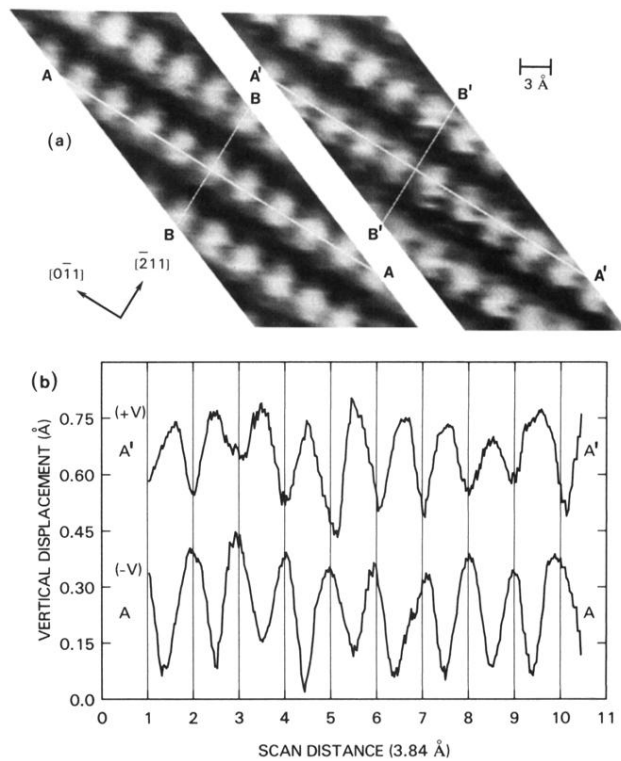 A
A'
B
B'
3 Å
(a)
B
B'
A
A'
[01̄1]
[2̄11]
(b)
(+V)
A'
A'
(-V)
A
A
VERTICAL DISPLACEMENT (Å)
0.75
0.60
0.45
0.30
0.15
0.0
0 1 2 3 4 5 6 7 8 9 10 11
SCAN DISTANCE (3.84 Å)